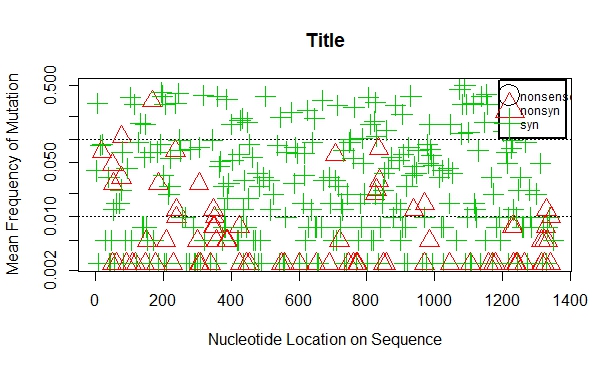 Title
Mean Frequency of Mutation
0.500
0.050
0.010
0.002
nonsense
nonsyn
syn
0 200 400 600 800 1000 1200 1400
Nucleotide Location on Sequence